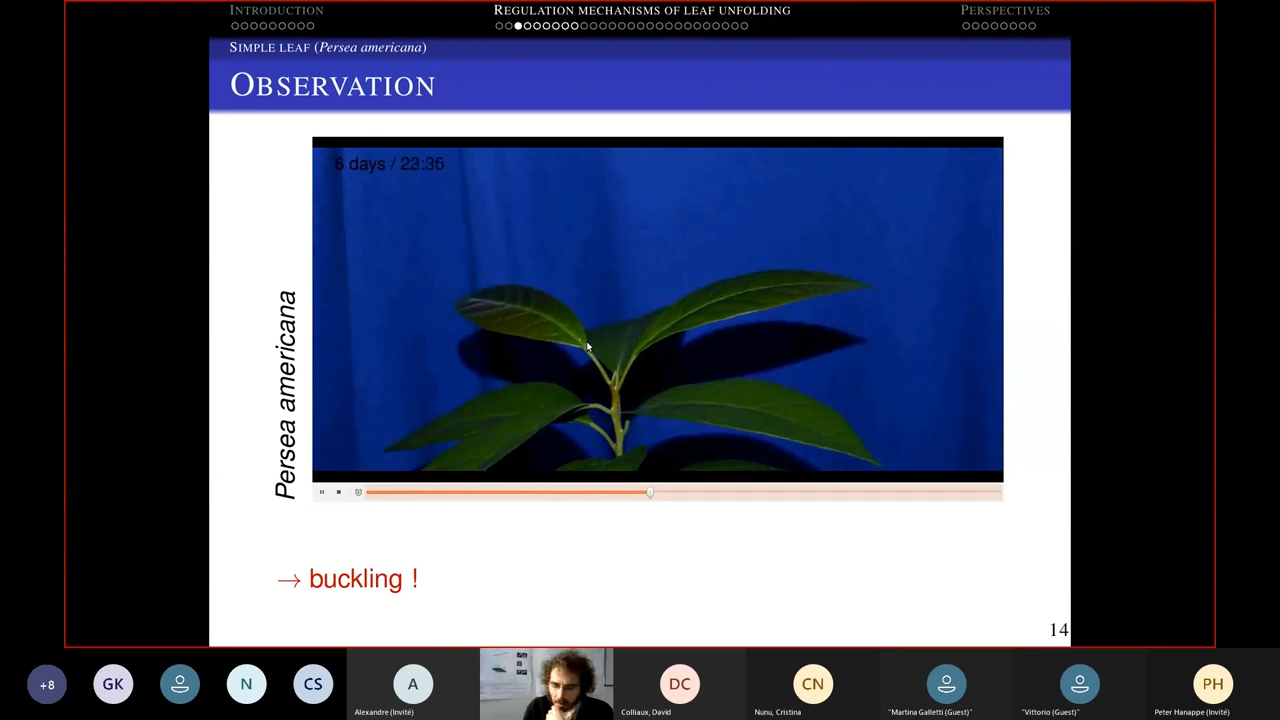 INTRODUCTION
REGULATION MECHANISMS OF LEAF UNFOLDING
PERSPECTIVES
SIMPLE LEAF (Persea americana)
OBSERVATION
6 days / 23:36
Persea americana
→ buckling !
14
+8
GK
N
CS
A
DC
CN
PH
Alexandre (Invité)
Colliaux, David
Nunu, Cristina
"Martina Galletti (Guest)"
"Vittorio (Guest)"
Peter Hanappe (Invité)